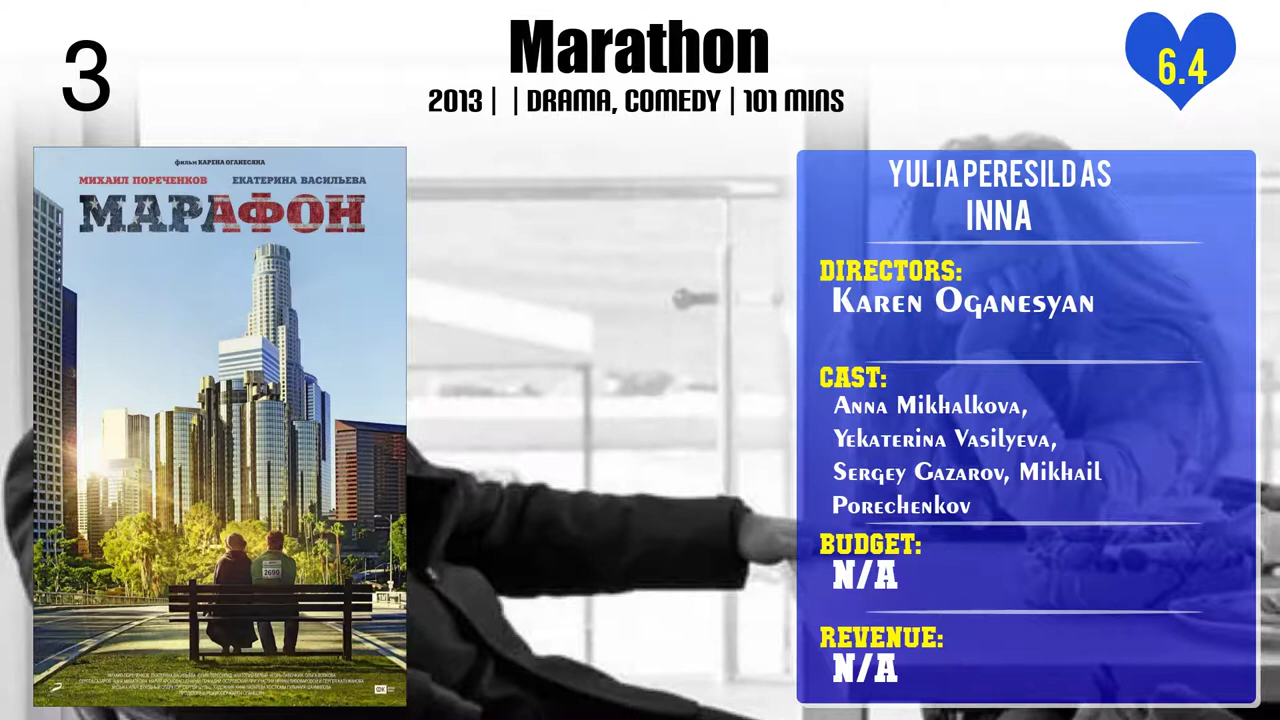 3
Marathon
2013 | | DRAMA, COMEDY | 101 MINS
6.4
фильм КАРЕНА ОГАНЕСЯНА
МИХАИЛ ПОРЕЧЕНКОВ ЕКАТЕРИНА ВАСИЛЬЕВА
МАРАФОН
2690
YULIA PERESILD AS
INNA
DIRECTORS:
KAREN OGANESYAN
CAST:
ANNA MIKHALKOVA,
YEKATERINA VASILYEVA,
SERGEY GAZAROV, MIKHAIL
PORECHENKOV
BUDGET:
N/A
REVENUE:
N/A